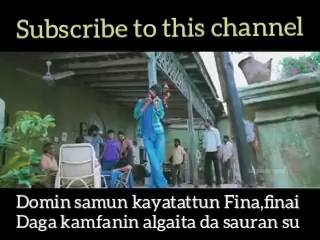 Subscribe to this channel
Domin samun kayatattun Fina,finai
Daga kamfanin algaita da sauran su